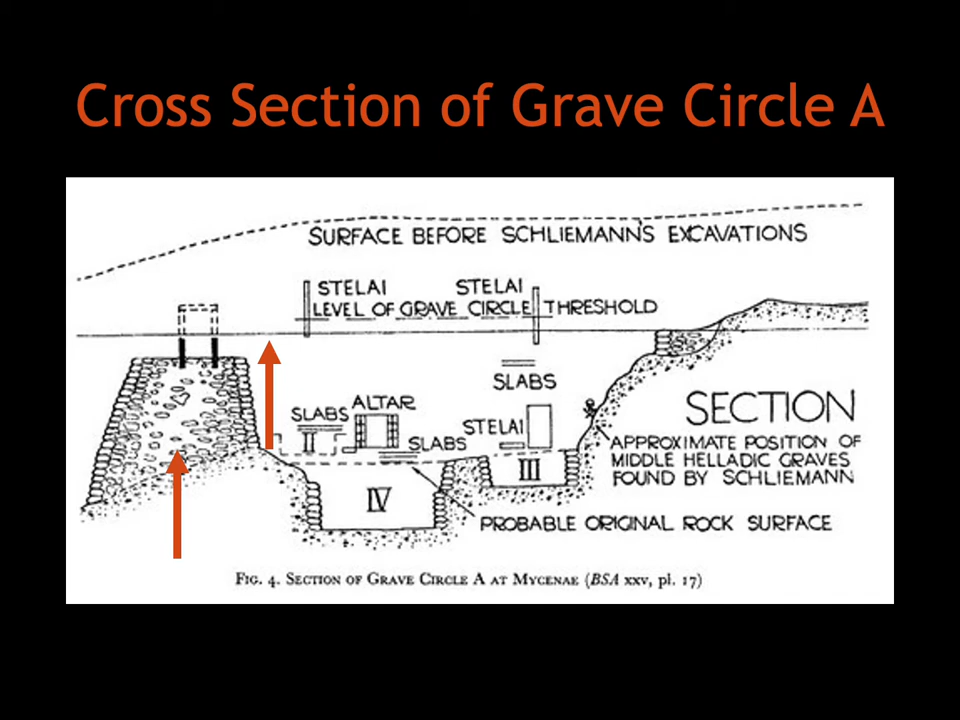 Cross Section of Grave Circle A
SURFACE BEFORE SCHLIEMANN'S EXCAVATIONS
STELAI
STELAI
LEVEL OF GRAVE CIRCLE THRESHOLD
SLABS
ALTAR
SLABS
SLABS
STELAI
SECTION
II
III
IV
APPROXIMATE POSITION OF
MIDDLE HELLADIC GRAVES
FOUND BY SCHLIEMANN
PROBABLE ORIGINAL ROCK SURFACE
FIG. 4. SECTION OF GRAVE CIRCLE A AT MYCENAE (BSA xxv, pl. 17)